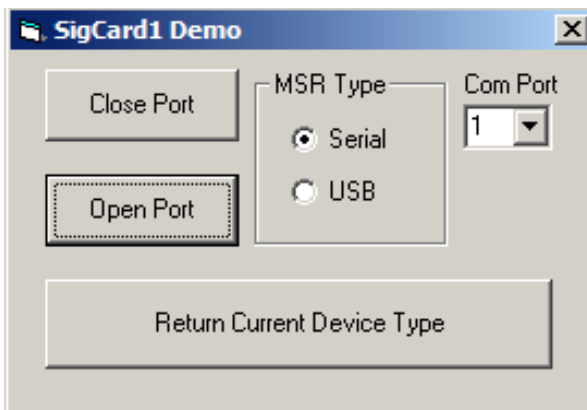 SigCard1 Demo
Close Port
Open Port
MSR Type
Serial
USB
Com Port
1
Return Current Device Type